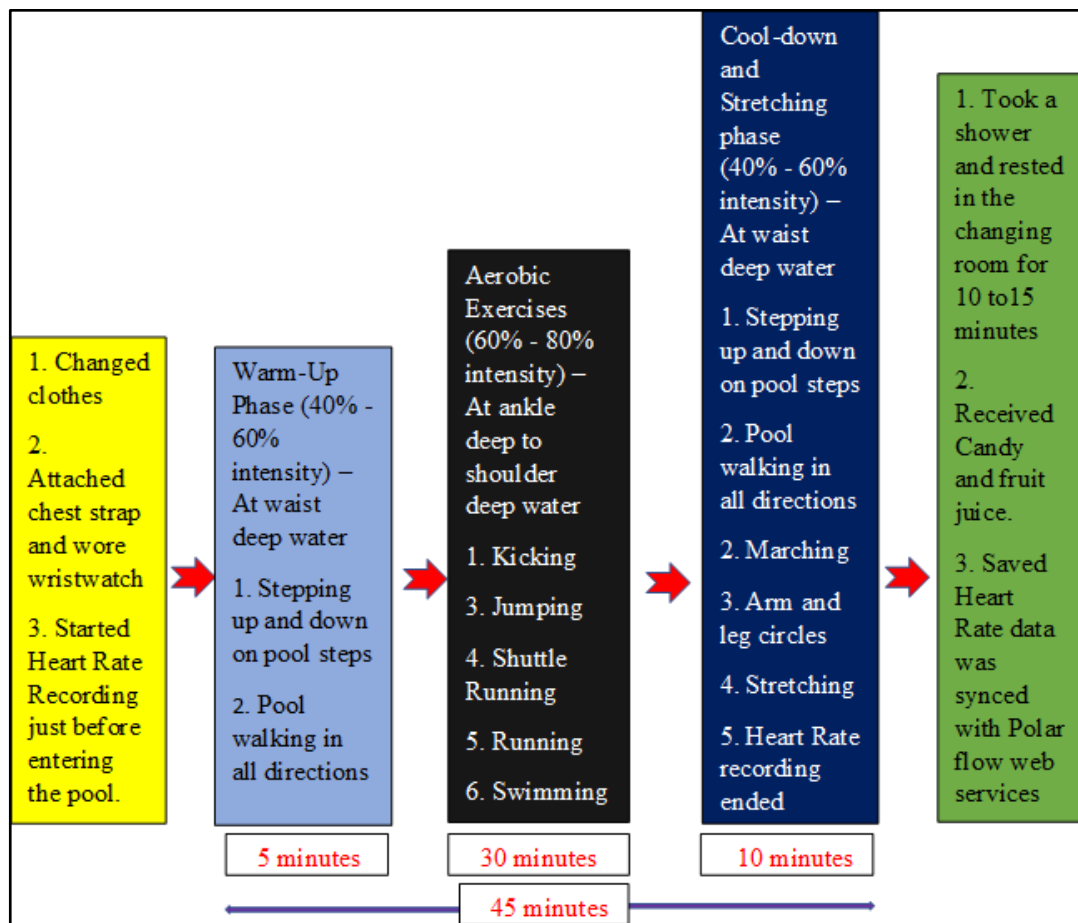 1. Changed
clothes
2.
Attached
chest strap
and wore
wristwatch
3. Started
Heart Rate
Recording
just before
entering
the pool.
Warm-Up
Phase (40% -
60%
intensity) –
At waist
deep water
1. Stepping
up and down
on pool steps
2. Pool
walking in
all directions
Aerobic
Exercises
(60% - 80%
intensity) –
At ankle
deep to
shoulder
deep water
1. Kicking
3. Jumping
4. Shuttle
Running
5. Running
6. Swimming
Cool-down
and
Stretching
phase
(40% - 60%
intensity) –
At waist
deep water
1. Stepping
up and down
on pool steps
2. Pool
walking in
all directions
2. Marching
3. Arm and
leg circles
4. Stretching
5. Heart Rate
recording
ended
1. Took a
shower
and rested
in the
changing
room for
10 to15
minutes
2.
Received
Candy
and fruit
juice.
3. Saved
Heart
Rate data
was
synced
with Polar
flow web
services
5 minutes
30 minutes
10 minutes
45 minutes